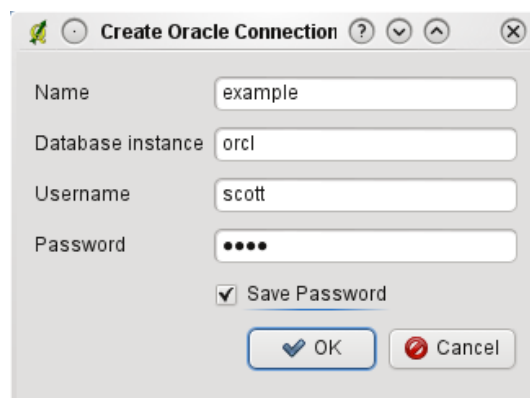 Create Oracle Connection
Name example
Database instance orcl
Username scott
Password ●●●●
Save Password
OK Cancel